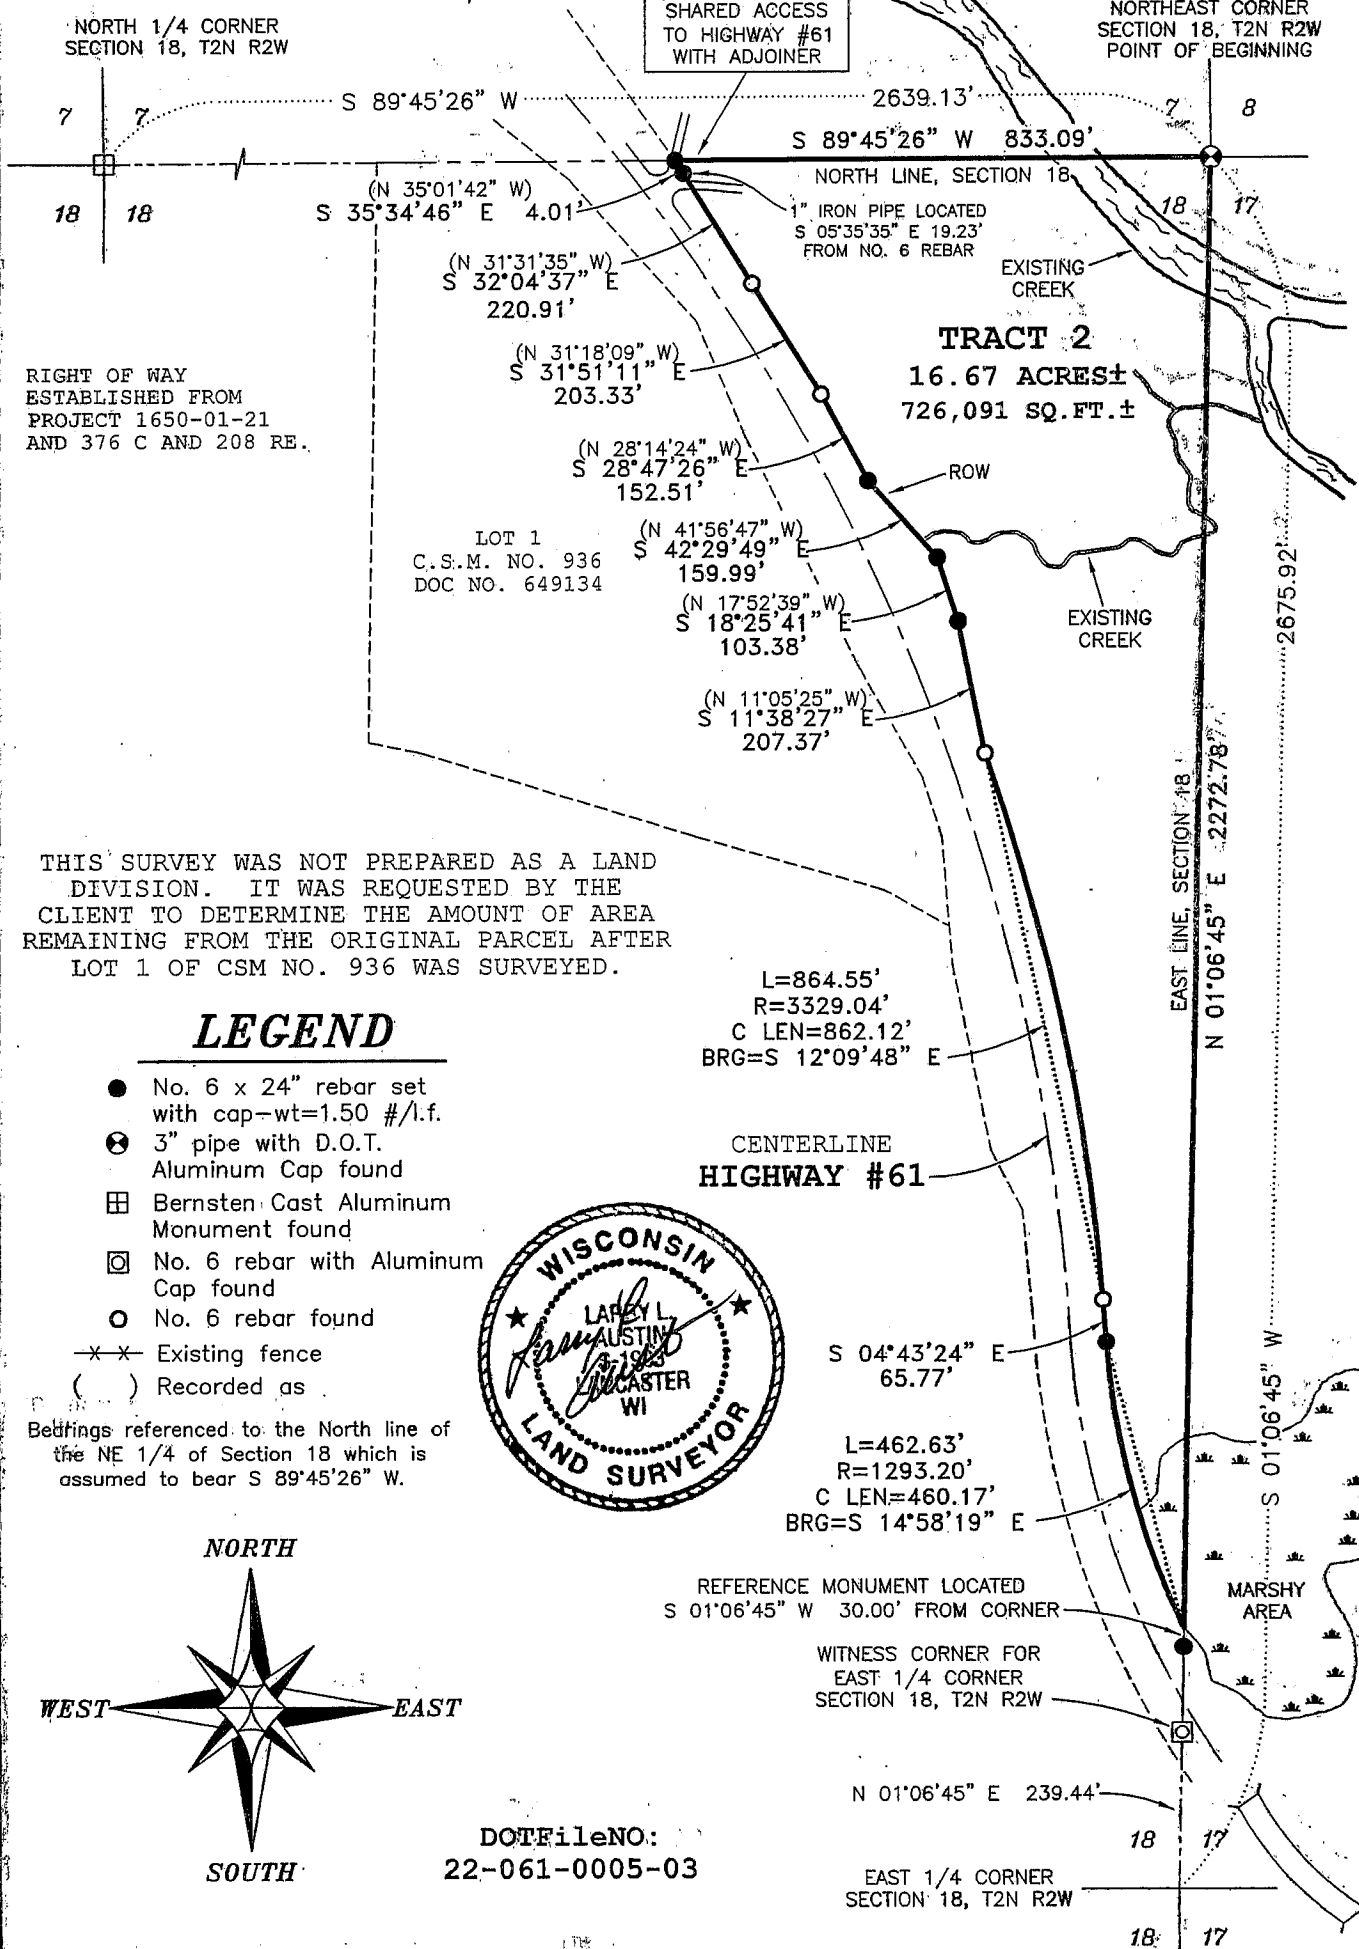 NORTH 1/4 CORNER
SECTION 18, T2N R2W
SHARED ACCESS
TO HIGHWAY #61
WITH ADJOINER
NORTHEAST CORNER
SECTION 18, T2N R2W
POINT OF BEGINNING
7
7
S 89°45'26" W
2639.13'
7
8
S 89°45'26" W 833.09'
NORTH LINE, SECTION 18
18
18
18
17
(N 35°01'42" W)
S 35°34'46" E 4.01'
1" IRON PIPE LOCATED
S 05°35'35" E 19.23'
FROM NO. 6 REBAR
(N 31°31'35" W)
S 32°04'37" E
220.91'
EXISTING
CREEK
TRACT 2
16.67 ACRES±
726,091 SQ.FT.±
RIGHT OF WAY
ESTABLISHED FROM
PROJECT 1650-01-21
AND 376 C AND 208 RE.
(N 31°18'09" W)
S 31°51'11" E
203.33'
(N 28°14'24" W)
S 28°47'26" E
152.51'
ROW
LOT 1
C.S.M. NO. 936
DOC NO. 649134
(N 41°56'47" W)
S 42°29'49" E
159.99'
(N 17°52'39" W)
S 18°25'41" E
103.38'
EXISTING
CREEK
2675.92'
(N 11°05'25" W)
S 11°38'27" E
207.37'
EAST LINE, SECTION 18
N 01°06'45" E 2272.78'
THIS SURVEY WAS NOT PREPARED AS A LAND
DIVISION. IT WAS REQUESTED BY THE
CLIENT TO DETERMINE THE AMOUNT OF AREA
REMAINING FROM THE ORIGINAL PARCEL AFTER
LOT 1 OF CSM NO. 936 WAS SURVEYED.
L=864.55'
R=3329.04'
C LEN=862.12'
BRG=S 12°09'48" E
LEGEND
No. 6 x 24" rebar set
with cap-wt=1.50 #/l.f.
3" pipe with D.O.T.
Aluminum Cap found
Bernsten Cast Aluminum
Monument found
No. 6 rebar with Aluminum
Cap found
No. 6 rebar found
Existing fence
( ) Recorded as
Bearings referenced to the North line of
the NE 1/4 of Section 18 which is
assumed to bear S 89°45'26" W.
CENTERLINE
HIGHWAY #61
WISCONSIN
LARRY L.
AUSTIN
LANCASTER
WI
LAND SURVEYOR
S 04°43'24" E
65.77'
S 01°06'45" W
L=462.63'
R=1293.20'
C LEN=460.17'
BRG=S 14°58'19" E
REFERENCE MONUMENT LOCATED
S 01°06'45" W 30.00' FROM CORNER
MARSHY
AREA
WITNESS CORNER FOR
EAST 1/4 CORNER
SECTION 18, T2N R2W
NORTH
WEST
EAST
SOUTH
N 01°06'45" E 239.44'
DOTFileNO:
22-061-0005-03
18
17
EAST 1/4 CORNER
SECTION 18, T2N R2W
18
17